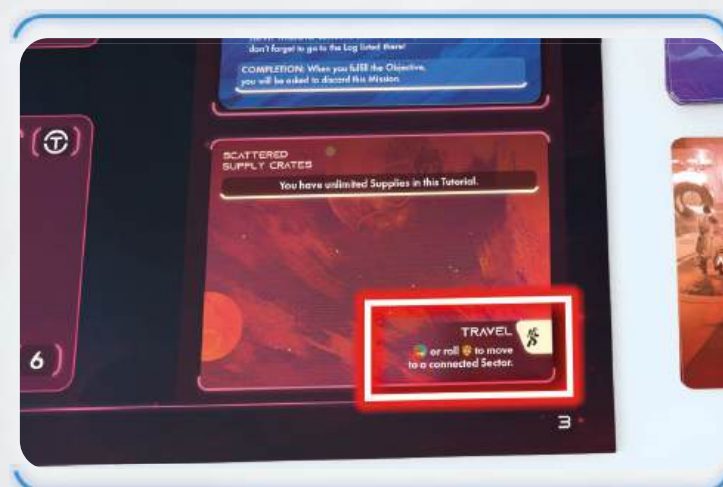 don't forget to go to the Log listed there!
COMPLETION: When you fulfill the Objective,
you will be asked to discard this Mission.
SCATTERED
SUPPLY CRATES
You have unlimited Supplies in this Tutorial.
TRAVEL
or roll to move
to a connected Sector.
6
3